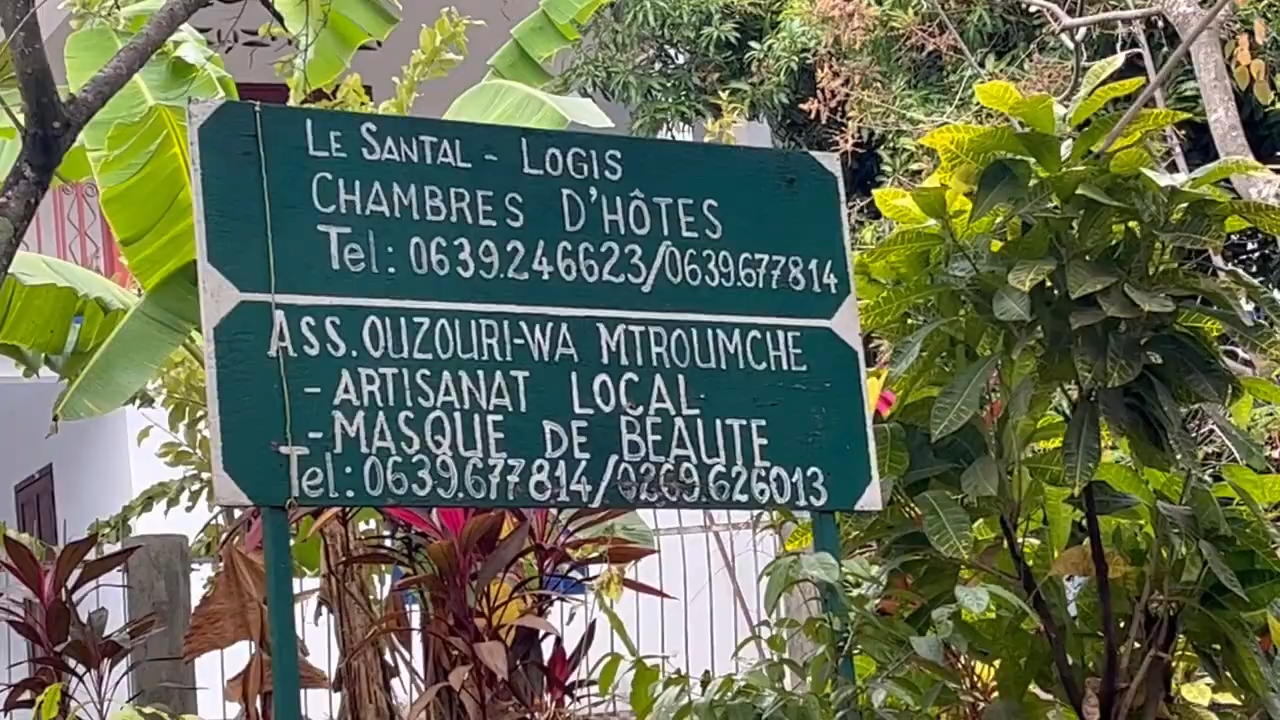 LE SANTAL - LOGIS
CHAMBRES D'HÔTES
Tel: 0639.246623/0639.677814
ASS. OUZOURI-WA MTROUMCHE
- ARTISANAT LOCAL
- MASQUE DE BEAUTE
Tel: 0639.677814/0269.626013